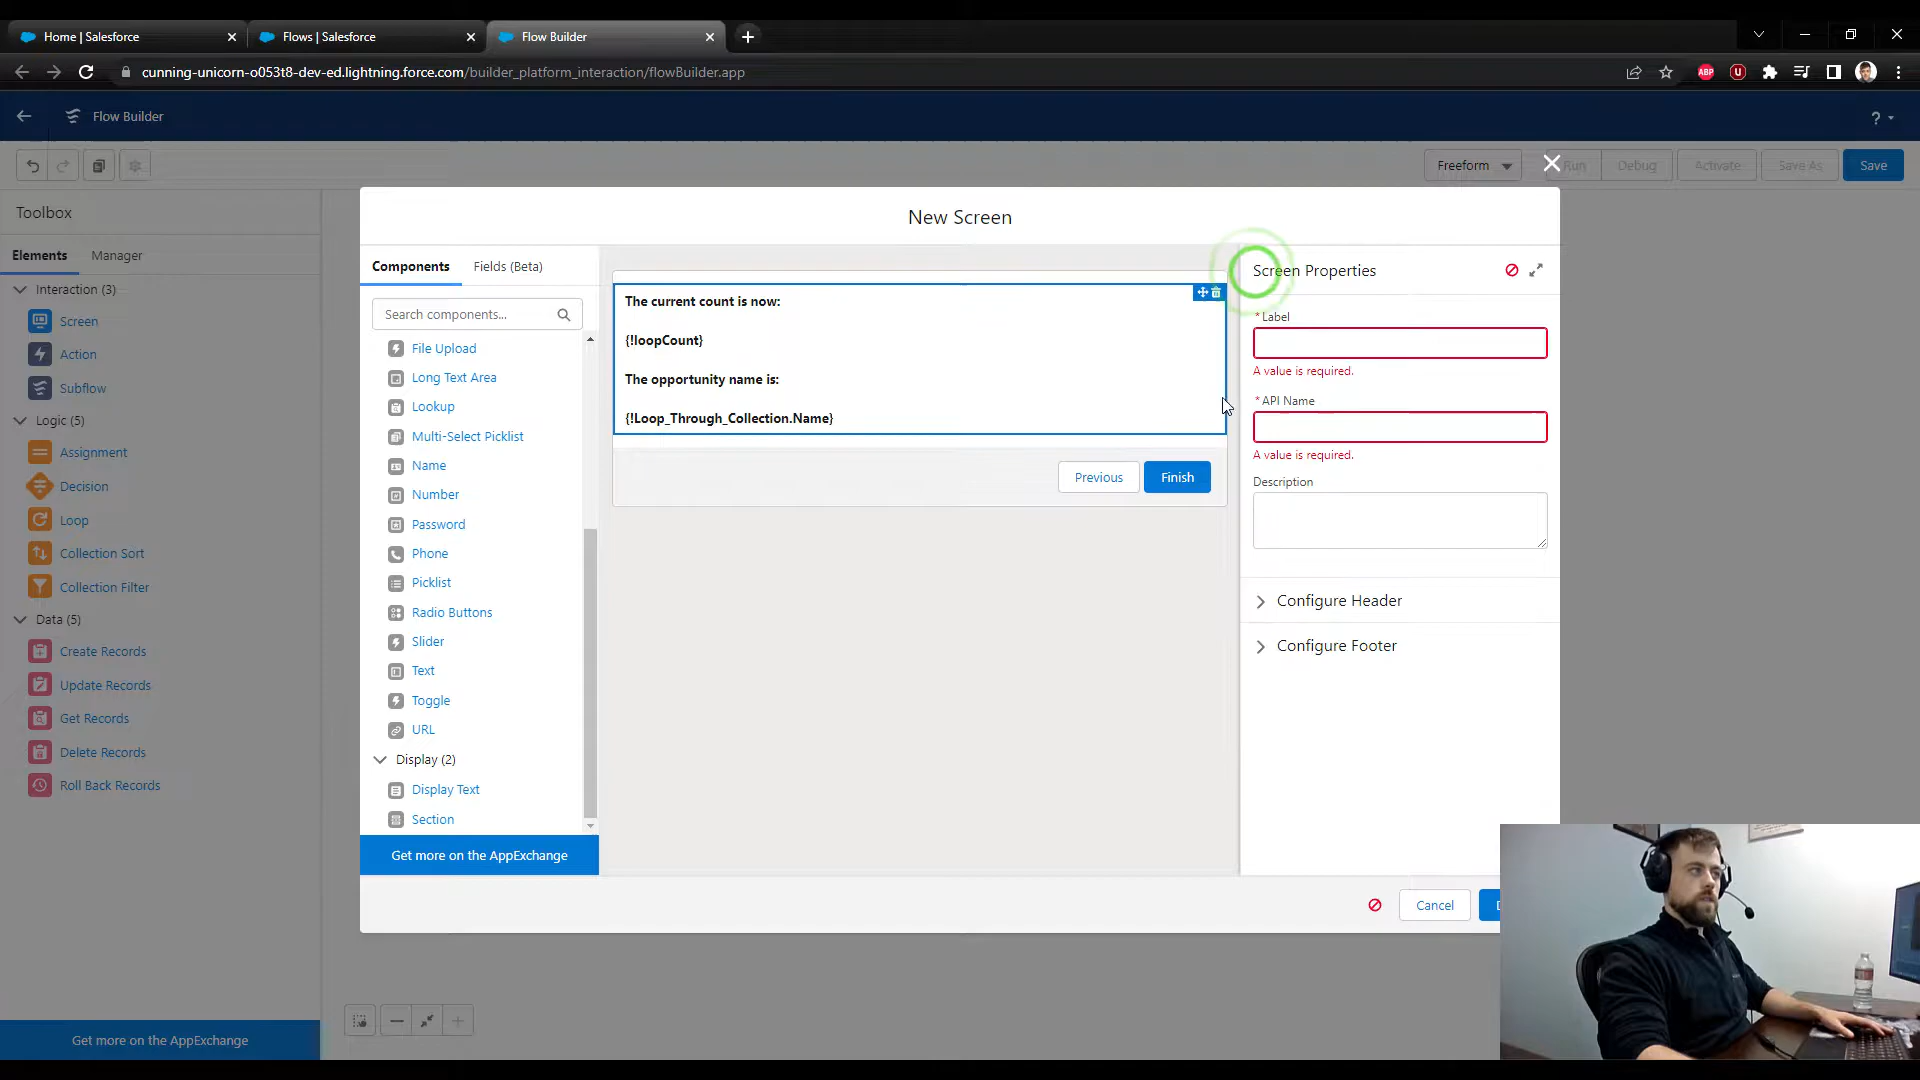 Home | Salesforce
Flows | Salesforce
Flow Builder
cunning-unicorn-o053t8-dev-ed.lightning.force.com/builder_platform_interaction/flowBuilder.app
ABP
Flow Builder
?
Freeform
Run
Debug
Activate
Save As
Save
Toolbox
Elements
Manager
Interaction (3)
Screen
Action
Subflow
Logic (5)
Assignment
Decision
Loop
Collection Sort
Collection Filter
Data (5)
Create Records
Update Records
Get Records
Delete Records
Roll Back Records
Get more on the AppExchange
New Screen
Components
Fields (Beta)
Search components...
File Upload
Long Text Area
Lookup
Multi-Select Picklist
Name
Number
Password
Phone
Picklist
Radio Buttons
Slider
Text
Toggle
URL
Display (2)
Display Text
Section
Get more on the AppExchange
The current count is now:
{!loopCount}
The opportunity name is:
{!Loop_Through_Collection.Name}
Previous
Finish
Screen Properties
* Label
A value is required.
* API Name
A value is required.
Description
Configure Header
Configure Footer
Cancel